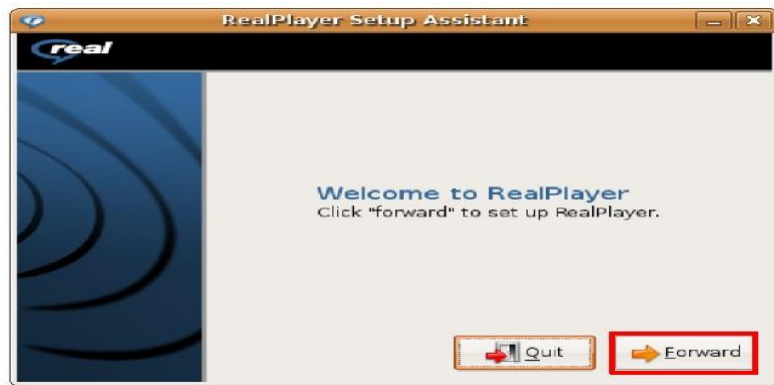 RealPlayer Setup Assistant
real
Welcome to RealPlayer
Click "forward" to set up RealPlayer.
Quit
Forward